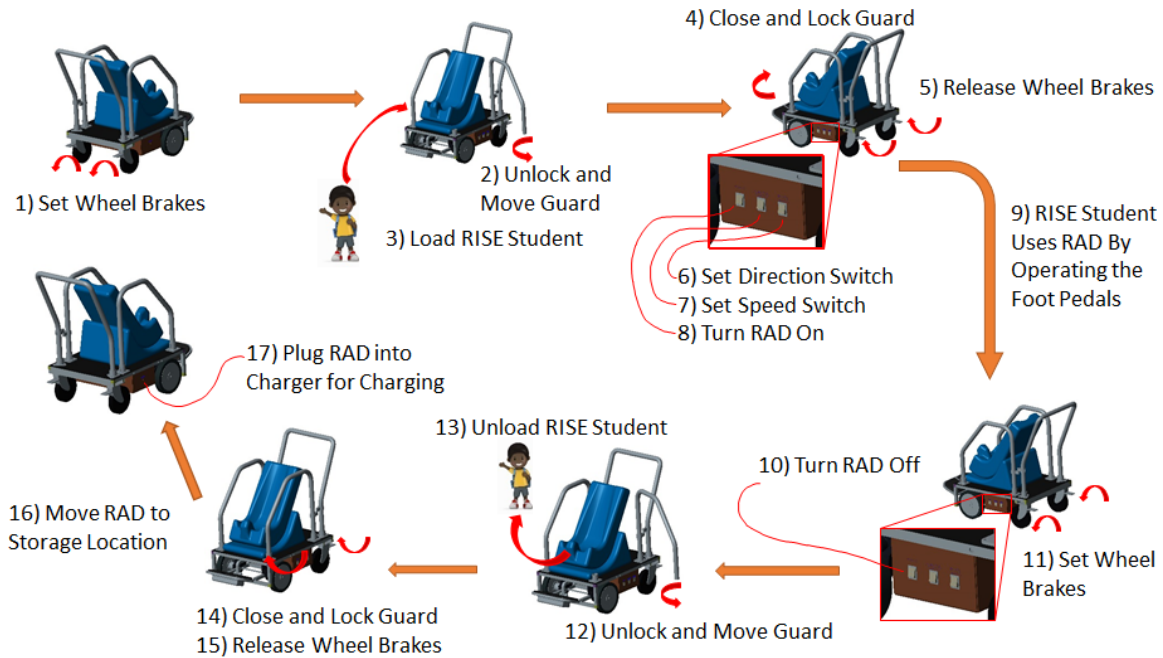 1) Set Wheel Brakes
2) Unlock and
Move Guard
3) Load RISE Student
4) Close and Lock Guard
5) Release Wheel Brakes
6) Set Direction Switch
7) Set Speed Switch
8) Turn RAD On
9) RISE Student
Uses RAD By
Operating the
Foot Pedals
10) Turn RAD Off
11) Set Wheel
Brakes
12) Unlock and Move Guard
13) Unload RISE Student
14) Close and Lock Guard
15) Release Wheel Brakes
16) Move RAD to
Storage Location
17) Plug RAD into
Charger for Charging